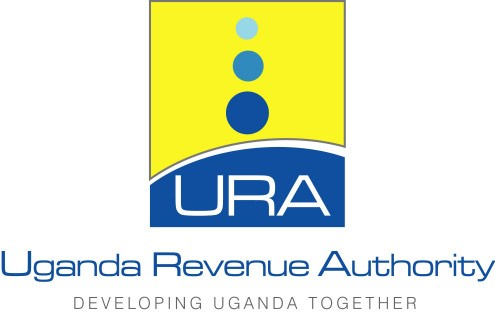 URA
Uganda Revenue Authority
DEVELOPING UGANDA TOGETHER